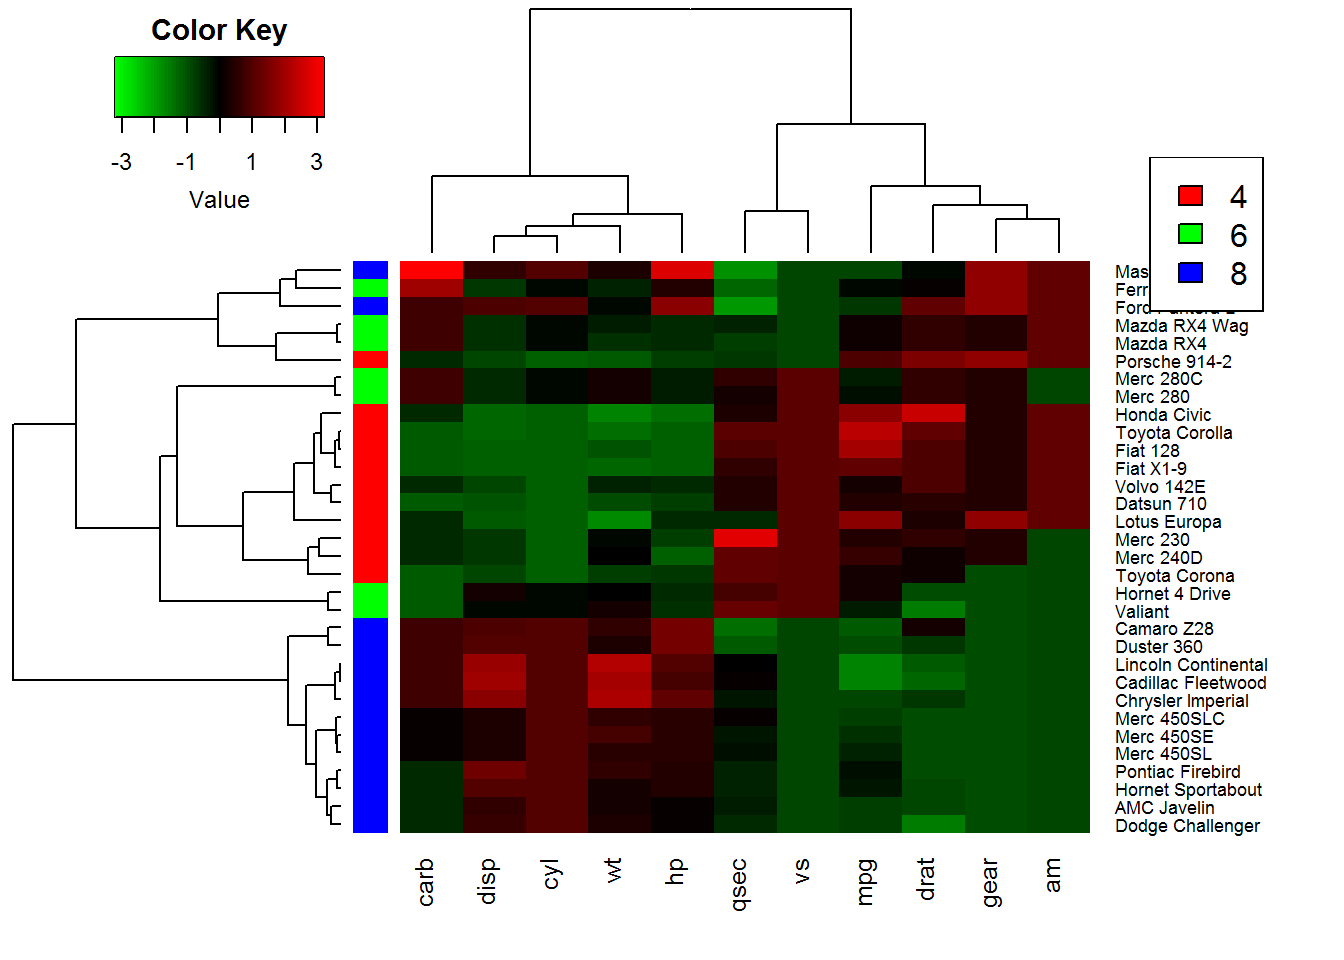 Color Key
-3 -1 1 3
Value
4
6
8
Mas
Ferr
Ford
Mazda RX4 Wag
Mazda RX4
Porsche 914-2
Merc 280C
Merc 280
Honda Civic
Toyota Corolla
Fiat 128
Fiat X1-9
Volvo 142E
Datsun 710
Lotus Europa
Merc 230
Merc 240D
Toyota Corona
Hornet 4 Drive
Valiant
Camaro Z28
Duster 360
Lincoln Continental
Cadillac Fleetwood
Chrysler Imperial
Merc 450SLC
Merc 450SE
Merc 450SL
Pontiac Firebird
Hornet Sportabout
AMC Javelin
Dodge Challenger
carb disp cyl wt hp qsec vs mpg drat gear am